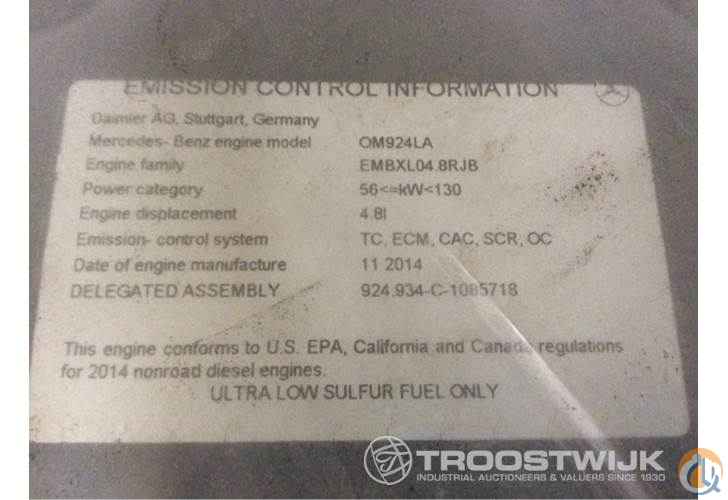 EMISSION CONTROL INFORMATION
Daimler AG, Stuttgart, Germany
Mercedes- Benz engine model OM924LA
Engine family EMBXL04.8RJB
Power category 56<=kW<130
Engine displacement 4.8l
Emission- control system TC, ECM, CAC, SCR, OC
Date of engine manufacture 11 2014
DELEGATED ASSEMBLY 924.934-C-1085718
This engine conforms to U.S. EPA, California and Canada regulations
for 2014 nonroad diesel engines.
ULTRA LOW SULFUR FUEL ONLY
TROOSTWIJK
INDUSTRIAL AUCTIONEERS & VALUERS SINCE 1930